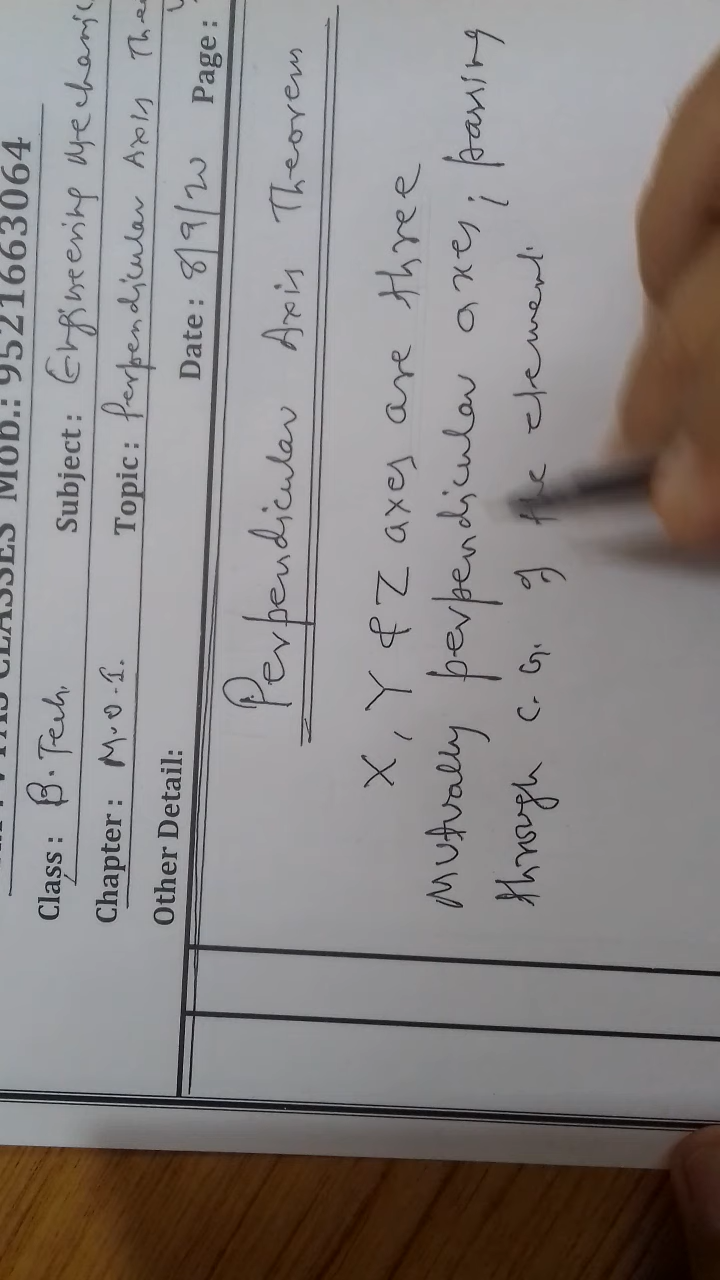 CLASSES Mob.: 9521663064
Class: B. Tech. Subject: Engineering Mechanic
Chapter: M.O.I. Topic: Perpendicular Axis Theo
Other Detail: Date: 8/9/20 Page:
Perpendicular Axis Theorem
X, Y & Z axes are three
Mutually perpendicular axes, passing
through C.G. of the element.